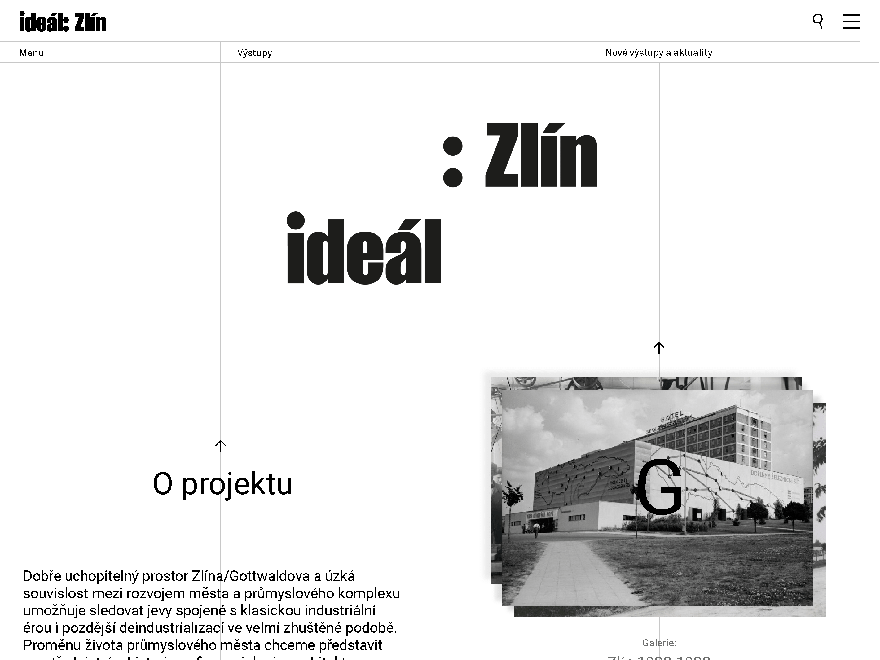 ideál: Zlín
Menu
Výstupy
Nové výstupy a aktuality
: Zlín
ideál
O projektu
Dobře uchopitelný prostor Zlína/Gottwaldova a úzká
souvislost mezi rozvojem města a průmyslového komplexu
umožňuje sledovat jevy spojené s klasickou industriální
érou i pozdější deindustrializací ve velmi zhuštěné podobě.
Proměnu života průmyslového města chceme představit
HOTEL
G
Galerie: